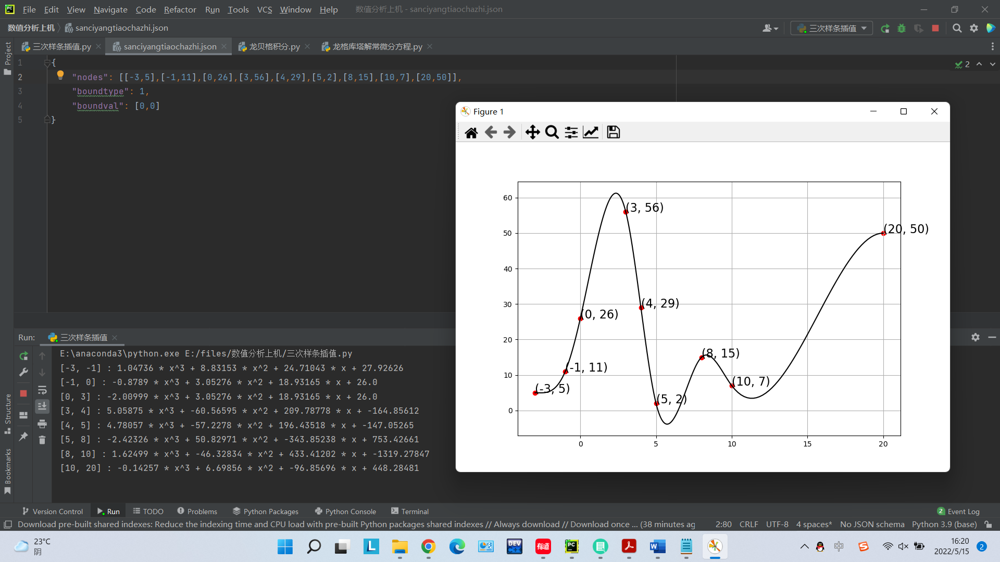 File Edit View Navigate Code Refactor Run Tools VCS Window Help 数值分析上机 - sanciyangtiaochazhi.json
数值分析上机 sanciyangtiaochazhi.json 三次样条插值
三次样条插值.py sanciyangtiaochazhi.json 龙贝格积分.py 龙格库塔解常微分方程.py
Project
1 {
2 "nodes": [[-3,5],[-1,11],[0,26],[3,56],[4,29],[5,2],[8,15],[10,7],[20,50]],
3 "boundtype": 1,
4 "boundval": [0,0]
5 }
2
Figure 1
60
50
40
30
20
10
0
0 5 10 15 20
(-3, 5)
(-1, 11)
(0, 26)
(3, 56)
(4, 29)
(5, 2)
(8, 15)
(10, 7)
(20, 50)
Run: 三次样条插值
E:\anaconda3\python.exe E:/files/数值分析上机/三次样条插值.py
[-3, -1] : 1.04736 * x^3 + 8.83153 * x^2 + 24.71043 * x + 27.92626
[-1, 0] : -0.8789 * x^3 + 3.05276 * x^2 + 18.93165 * x + 26.0
[0, 3] : -2.00999 * x^3 + 3.05276 * x^2 + 18.93165 * x + 26.0
[3, 4] : 5.05875 * x^3 + -60.56595 * x^2 + 209.78778 * x + -164.85612
[4, 5] : 4.78057 * x^3 + -57.2278 * x^2 + 196.43518 * x + -147.05265
[5, 8] : -2.42326 * x^3 + 50.82971 * x^2 + -343.85238 * x + 753.42661
[8, 10] : 1.62499 * x^3 + -46.32834 * x^2 + 433.41202 * x + -1319.27847
[10, 20] : -0.14257 * x^3 + 6.69856 * x^2 + -96.85696 * x + 448.28481
Structure
Bookmarks
Version Control Run TODO Problems Python Packages Python Console Terminal 2 Event Log
Download pre-built shared indexes: Reduce the indexing time and CPU load with pre-built Python packages shared indexes // Always download // Download once ... (38 minutes ag 2:80 CRLF UTF-8 4 spaces* No JSON schema Python 3.9 (base)
23°C
阴
L
DEV C++
有道
PC
W
中
S
16:20
2022/5/15
2